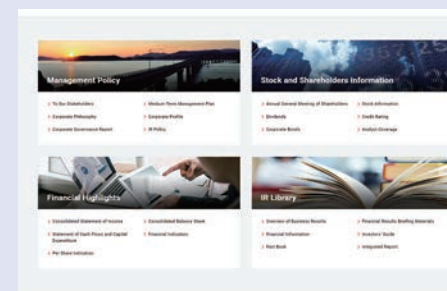 Management Policy
To Our Stakeholders
Medium-Term Management Plan
Corporate Philosophy
Corporate Profile
Corporate Governance Report
IR Policy
Stock and Shareholders Information
Annual General Meeting of Shareholders
Stock Information
Dividends
Credit Rating
Corporate Bonds
Analyst Coverage
Financial Highlights
Consolidated Statement of Income
Consolidated Balance Sheet
Statement of Cash Flows and Capital
Expenditure
Financial Indicators
Per Share Indicators
IR Library
Overview of Business Results
Financial Results Briefing Materials
Financial Information
Investors' Guide
Fact Book
Integrated Report